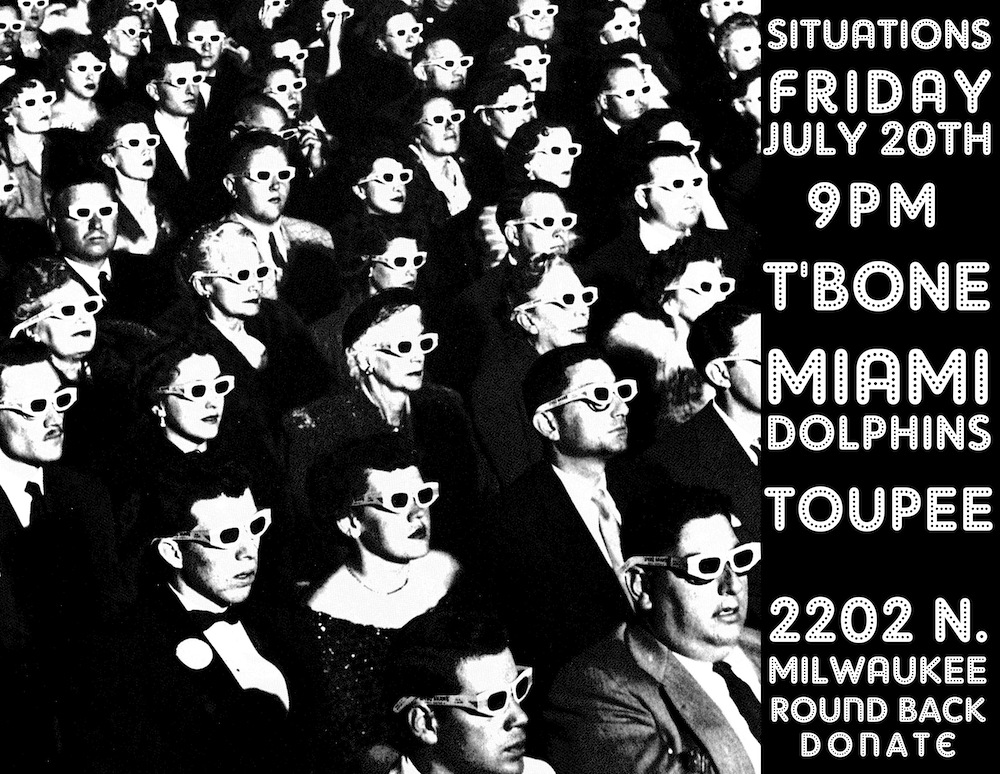 SITUATIONS
FRIDAY
JULY 20TH
9PM
T'BONE
MIAMI
DOLPHINS
TOUPEE
2202 N.
MILWAUKEE
ROUND BACK
DONATE